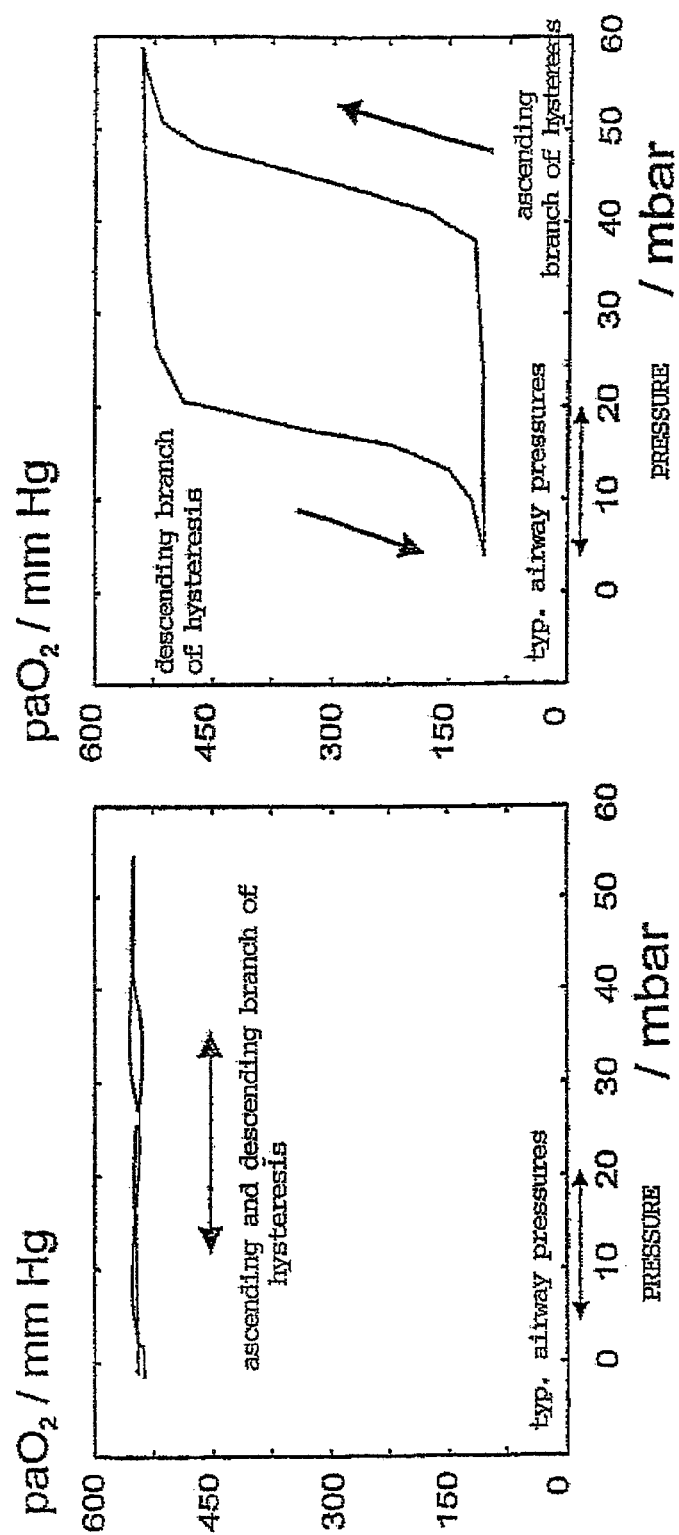 paO₂ / mm Hg
600
450
300
150
0
ascending and descending branch of
hysteresis
typ. airway pressures
0 10 20 30 40 50 60
PRESSURE / mbar
paO₂ / mm Hg
600
450
300
150
0
descending branch
of hysteresis
ascending
branch of hysteresis
typ. airway pressures
0 10 20 30 40 50 60
PRESSURE / mbar